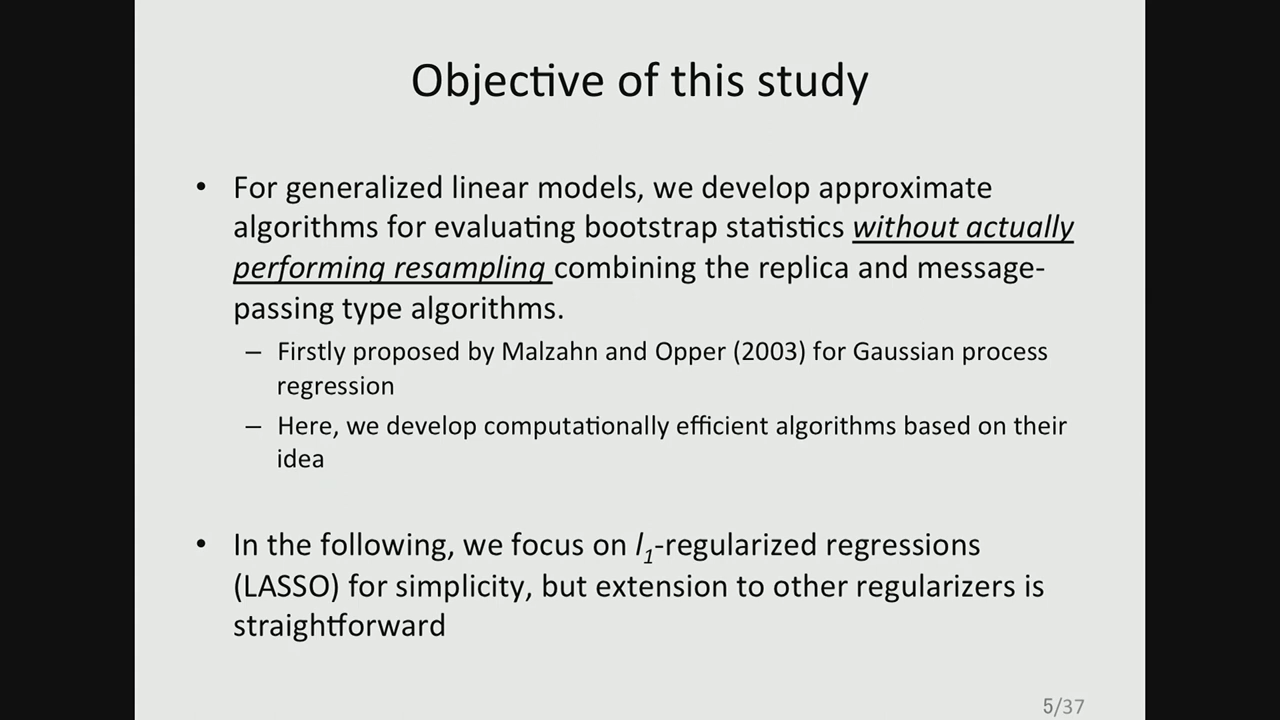 Objective of this study
• For generalized linear models, we develop approximate
algorithms for evaluating bootstrap statistics without actually
performing resampling combining the replica and message-
passing type algorithms.
– Firstly proposed by Malzahn and Opper (2003) for Gaussian process
regression
– Here, we develop computationally efficient algorithms based on their
idea
• In the following, we focus on l1-regularized regressions
(LASSO) for simplicity, but extension to other regularizers is
straightforward
5/37